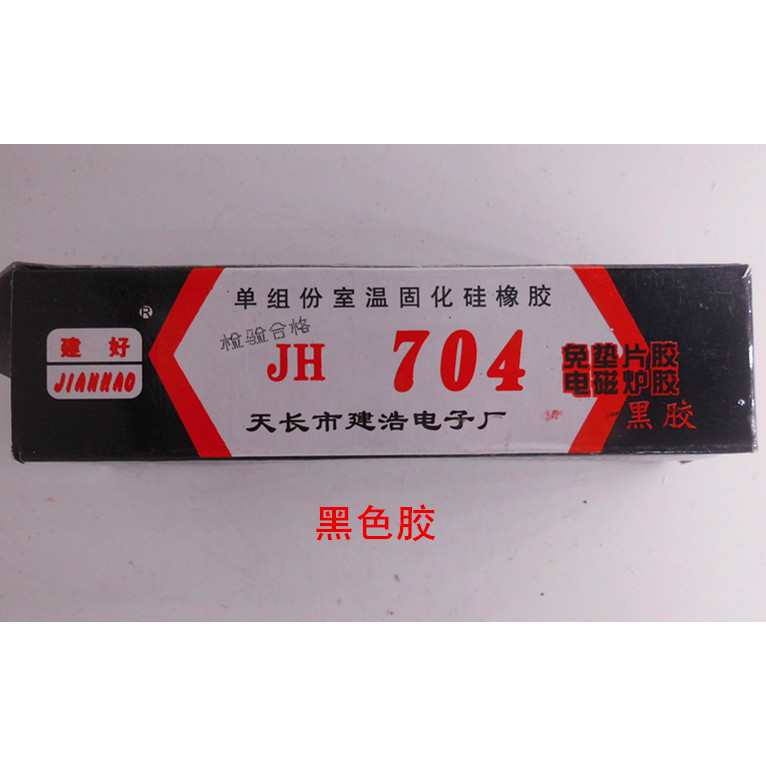 建好
JIANHAO
®
单组份室温固化硅橡胶
检验合格
JH 704
天长市建浩电子厂
免垫片胶
电磁炉胶
黑胶
黑色胶